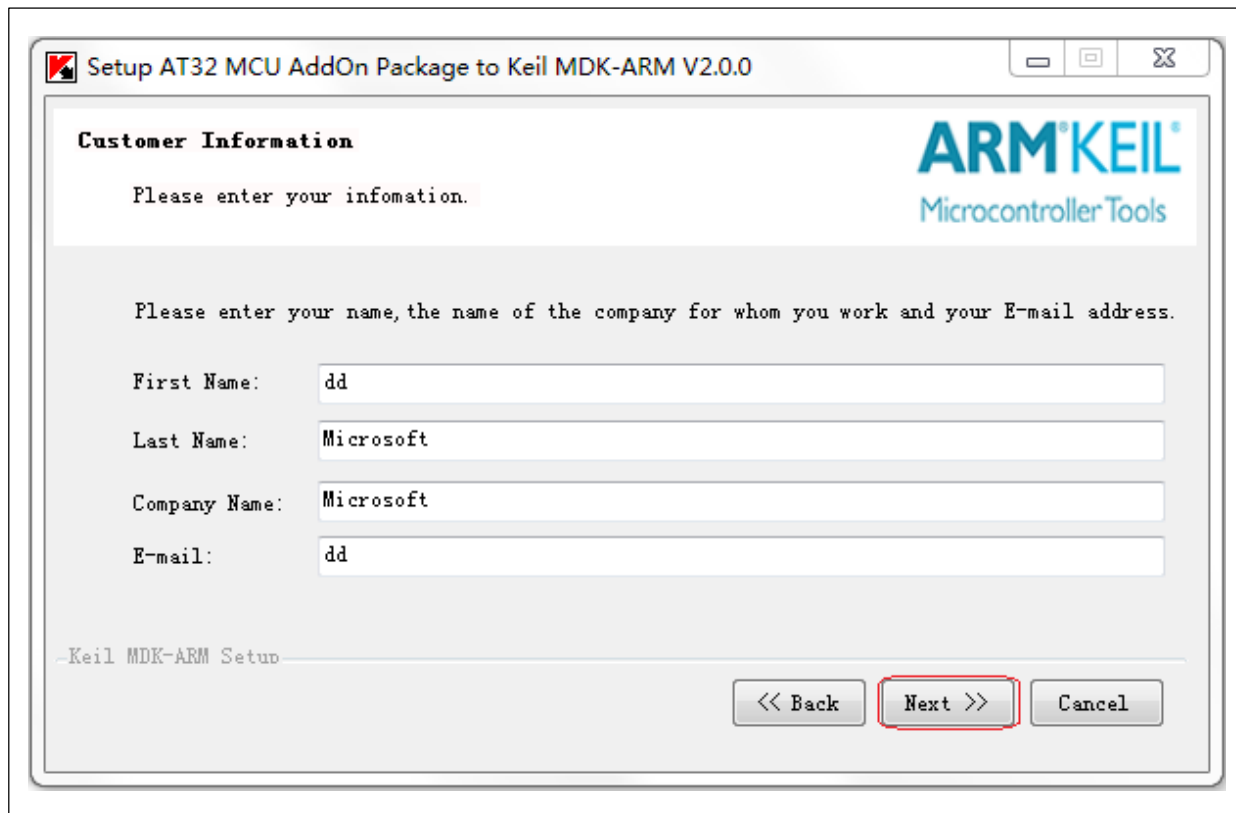 Setup AT32 MCU AddOn Package to Keil MDK-ARM V2.0.0
Customer Information
Please enter your infomation.
ARM®KEIL®
Microcontroller Tools
Please enter your name, the name of the company for whom you work and your E-mail address.
First Name: dd
Last Name: Microsoft
Company Name: Microsoft
E-mail: dd
Keil MDK-ARM Setup
<< Back Next >> Cancel